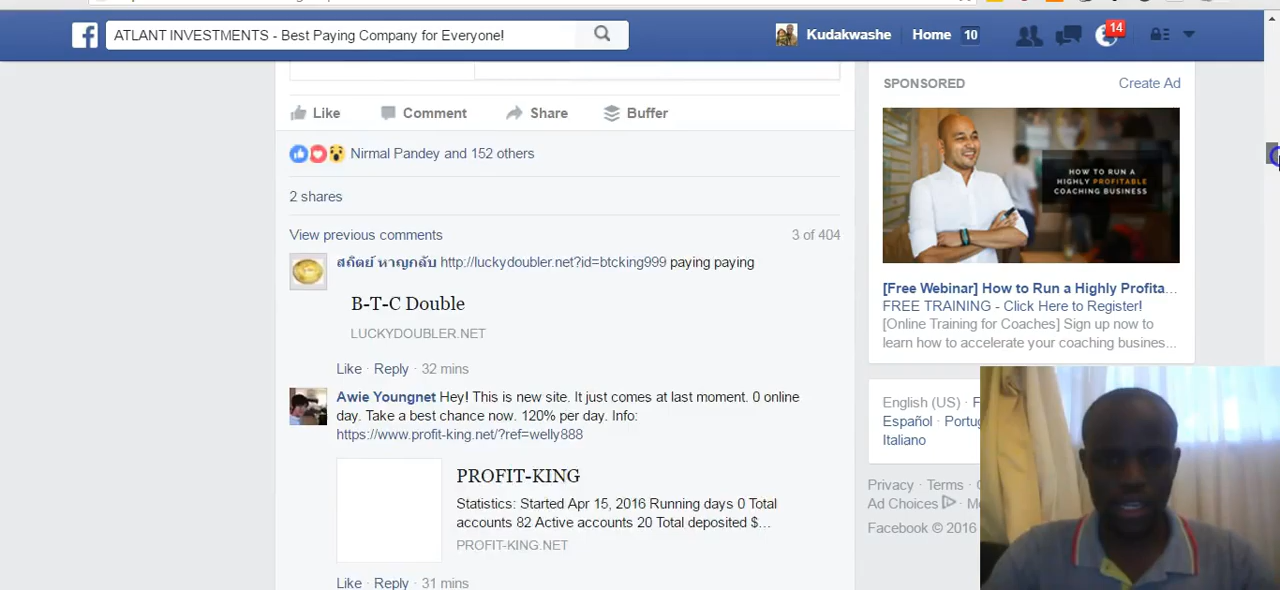 ATLANT INVESTMENTS - Best Paying Company for Everyone!
Kudakwashe
Home 10
14
Like Comment Share Buffer
Nirmal Pandey and 152 others
2 shares
View previous comments 3 of 404
สถิตย์ หาญกลับ http://luckydoubler.net?id=btcking999 paying paying
B-T-C Double
LUCKYDOUBLER.NET
Like · Reply · 32 mins
Awie Youngnet Hey! This is new site. It just comes at last moment. 0 online
day. Take a best chance now. 120% per day. Info:
https://www.profit-king.net/?ref=welly888
PROFIT-KING
Statistics: Started Apr 15, 2016 Running days 0 Total
accounts 82 Active accounts 20 Total deposited $...
PROFIT-KING.NET
Like · Reply · 31 mins
SPONSORED Create Ad
HOW TO RUN A
HIGHLY PROFITABLE
COACHING BUSINESS
[Free Webinar] How to Run a Highly Profita...
FREE TRAINING - Click Here to Register!
[Online Training for Coaches] Sign up now to
learn how to accelerate your coaching busines...
English (US) ·
Español ·
Italiano
Privacy · Terms ·
Ad Choices
Facebook © 2016